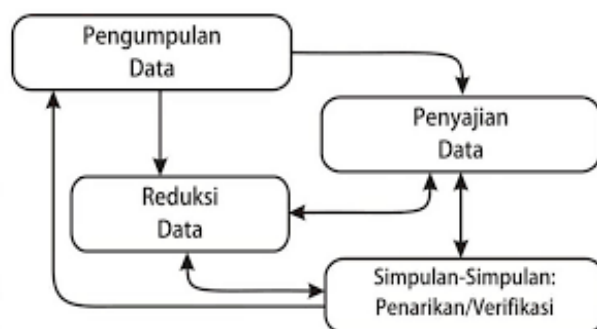 Pengumpulan
Data
Penyajian
Data
Reduksi
Data
Simpulan-Simpulan:
Penarikan/Verifikasi